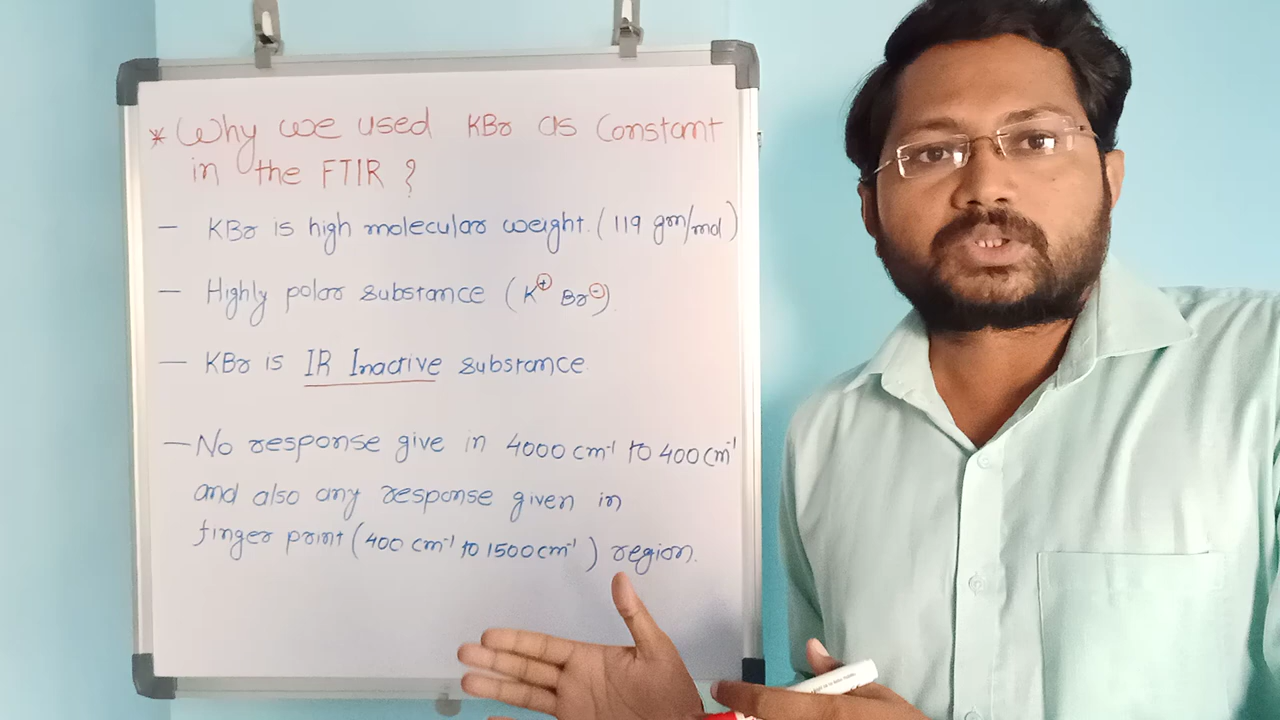 * Why we used KBr as Constant
in the FTIR ?
— KBr is high molecular weight. (119 gm/mol)
— Highly polar substance (K⊕ Br⊖)
— KBr is IR Inactive substance.
— No response give in 4000 cm⁻¹ to 400 cm⁻¹
and also any response given in
finger print (400 cm⁻¹ to 1500 cm⁻¹) region.